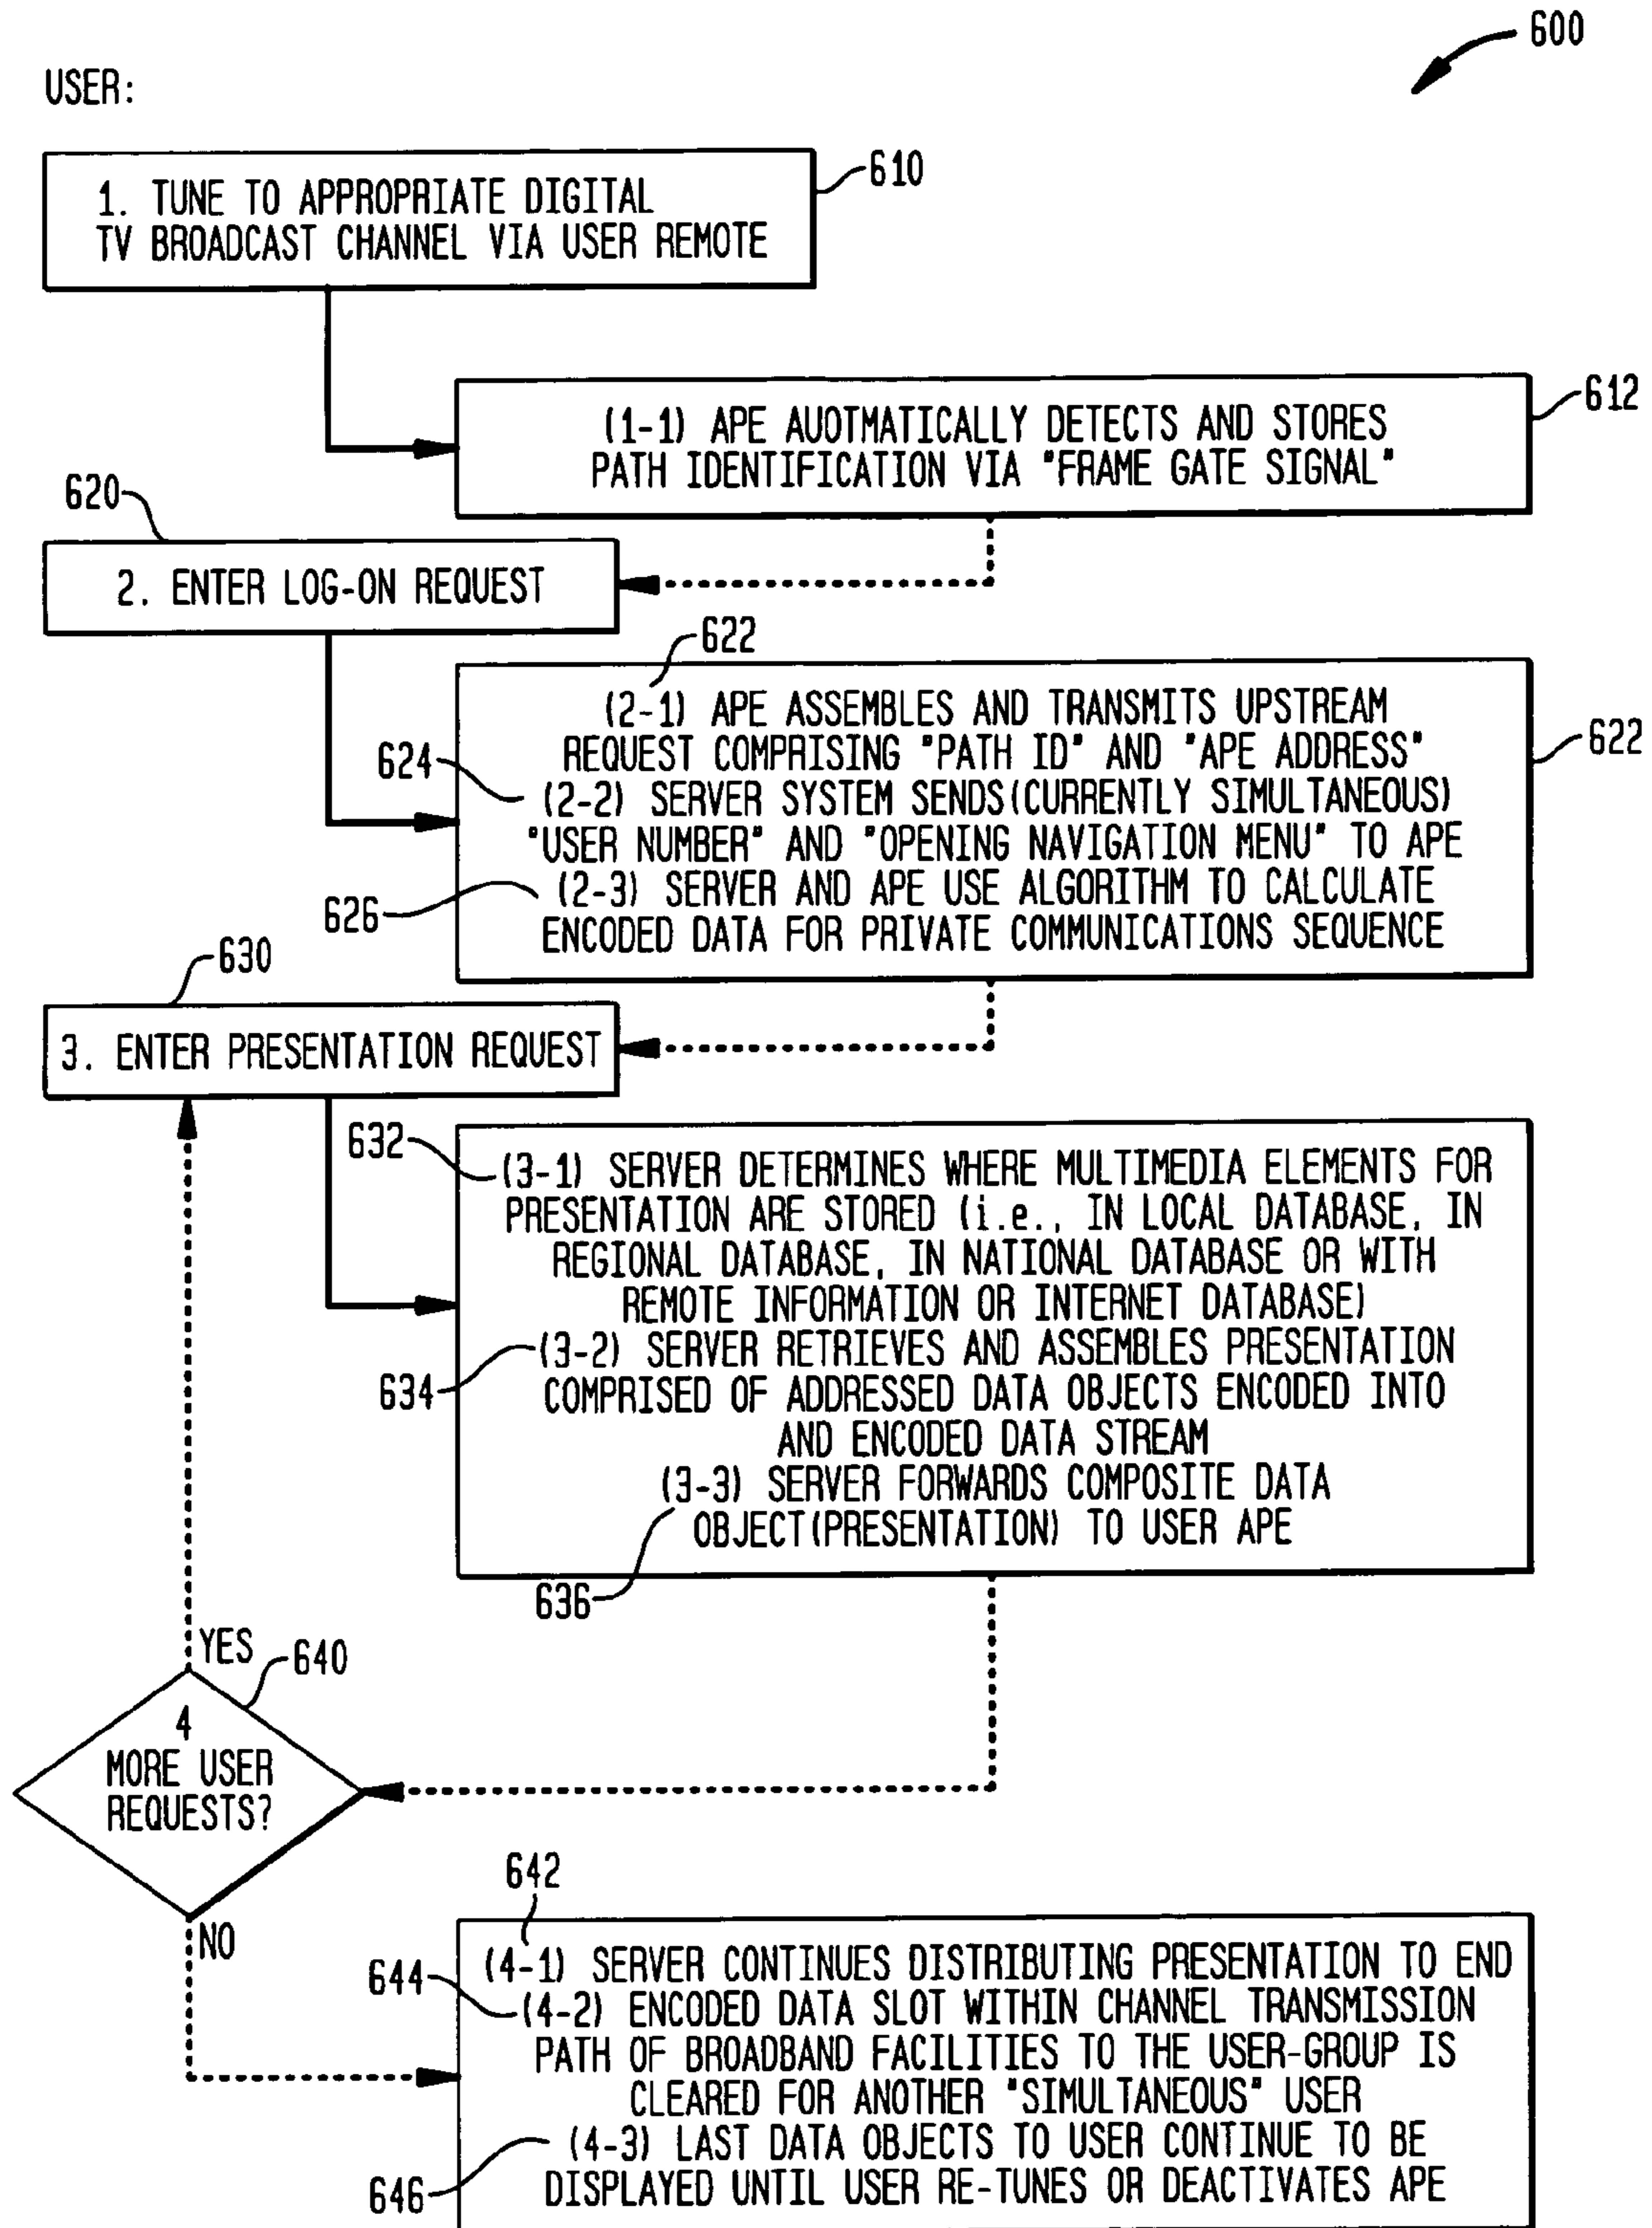 600
USER:
1. TUNE TO APPROPRIATE DIGITAL
TV BROADCAST CHANNEL VIA USER REMOTE
610
(1-1) APE AUOTMATICALLY DETECTS AND STORES
PATH IDENTIFICATION VIA "FRAME GATE SIGNAL"
612
620
2. ENTER LOG-ON REQUEST
622
(2-1) APE ASSEMBLES AND TRANSMITS UPSTREAM
REQUEST COMPRISING "PATH ID" AND "APE ADDRESS"
622
624
(2-2) SERVER SYSTEM SENDS(CURRENTLY SIMULTANEOUS)
"USER NUMBER" AND "OPENING NAVIGATION MENU" TO APE
(2-3) SERVER AND APE USE ALGORITHM TO CALCULATE
626
ENCODED DATA FOR PRIVATE COMMUNICATIONS SEQUENCE
630
3. ENTER PRESENTATION REQUEST
632
(3-1) SERVER DETERMINES WHERE MULTIMEDIA ELEMENTS FOR
PRESENTATION ARE STORED (i.e., IN LOCAL DATABASE, IN
REGIONAL DATABASE, IN NATIONAL DATABASE OR WITH
REMOTE INFORMATION OR INTERNET DATABASE)
(3-2) SERVER RETRIEVES AND ASSEMBLES PRESENTATION
634
COMPRISED OF ADDRESSED DATA OBJECTS ENCODED INTO
AND ENCODED DATA STREAM
(3-3) SERVER FORWARDS COMPOSITE DATA
OBJECT(PRESENTATION) TO USER APE
636
YES
640
4
MORE USER
REQUESTS?
NO
642
(4-1) SERVER CONTINUES DISTRIBUTING PRESENTATION TO END
644
(4-2) ENCODED DATA SLOT WITHIN CHANNEL TRANSMISSION
PATH OF BROADBAND FACILITIES TO THE USER-GROUP IS
CLEARED FOR ANOTHER "SIMULTANEOUS" USER
(4-3) LAST DATA OBJECTS TO USER CONTINUE TO BE
646
DISPLAYED UNTIL USER RE-TUNES OR DEACTIVATES APE